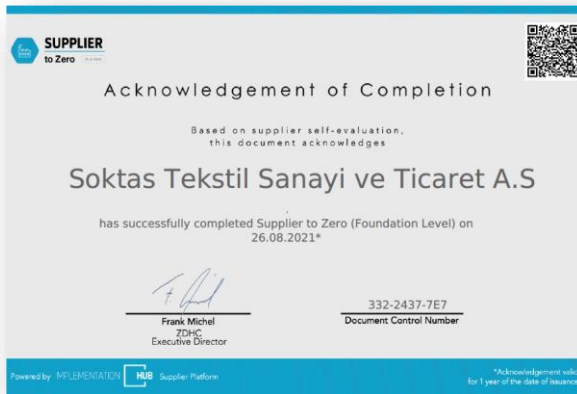 SUPPLIER
to Zero
Acknowledgement of Completion
Based on supplier self-evaluation,
this document acknowledges
Soktas Tekstil Sanayi ve Ticaret A.S
.
has successfully completed Supplier to Zero (Foundation Level) on
26.08.2021*
Frank Michel
ZDHC
Executive Director
332-2437-7E7
Document Control Number
Powered by IMPLEMENTATION HUB Supplier Platform
*Acknowledgement valid
for 1 year of the date of issuance